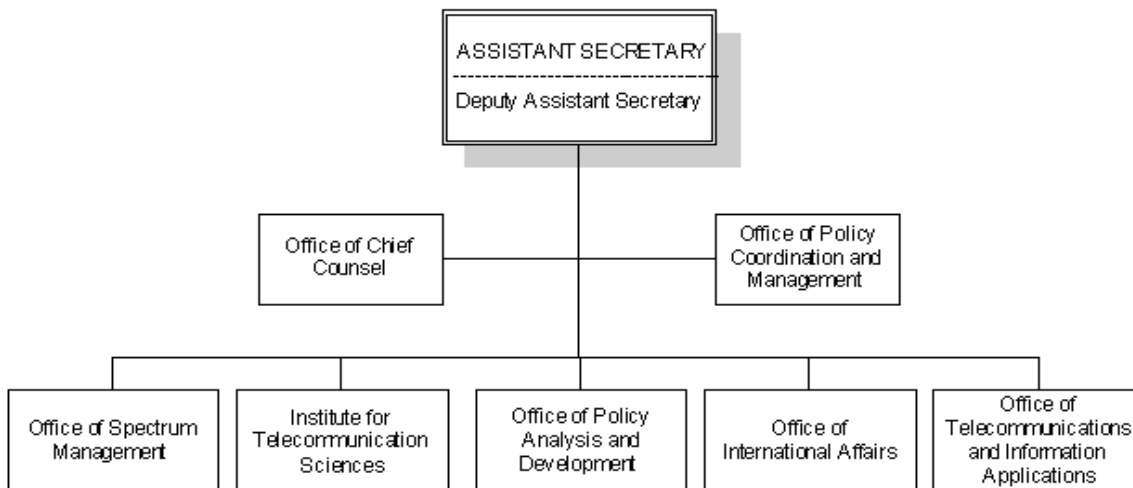 ASSISTANT SECRETARY
Deputy Assistant Secretary
Office of Chief
Counsel
Office of Policy
Coordination and
Management
Office of Spectrum
Management
Institute for
Telecommunication
Sciences
Office of Policy
Analysis and
Development
Office of
International Affairs
Office of
Telecommunications
and Information
Applications